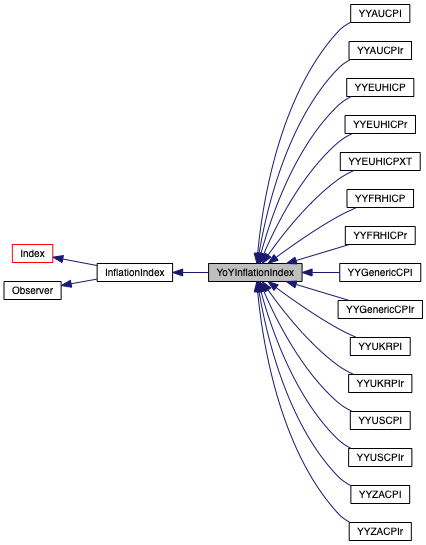 YYAUCPI
YYAUCPIr
YYEUHICP
YYEUHICPr
YYEUHICPXT
YYFRHICP
YYFRHICPr
Index
InflationIndex
YoYInflationIndex
YYGenericCPI
Observer
YYGenericCPIr
YYUKRPI
YYUKRPIr
YYUSCPI
YYUSCPIr
YYZACPI
YYZACPIr